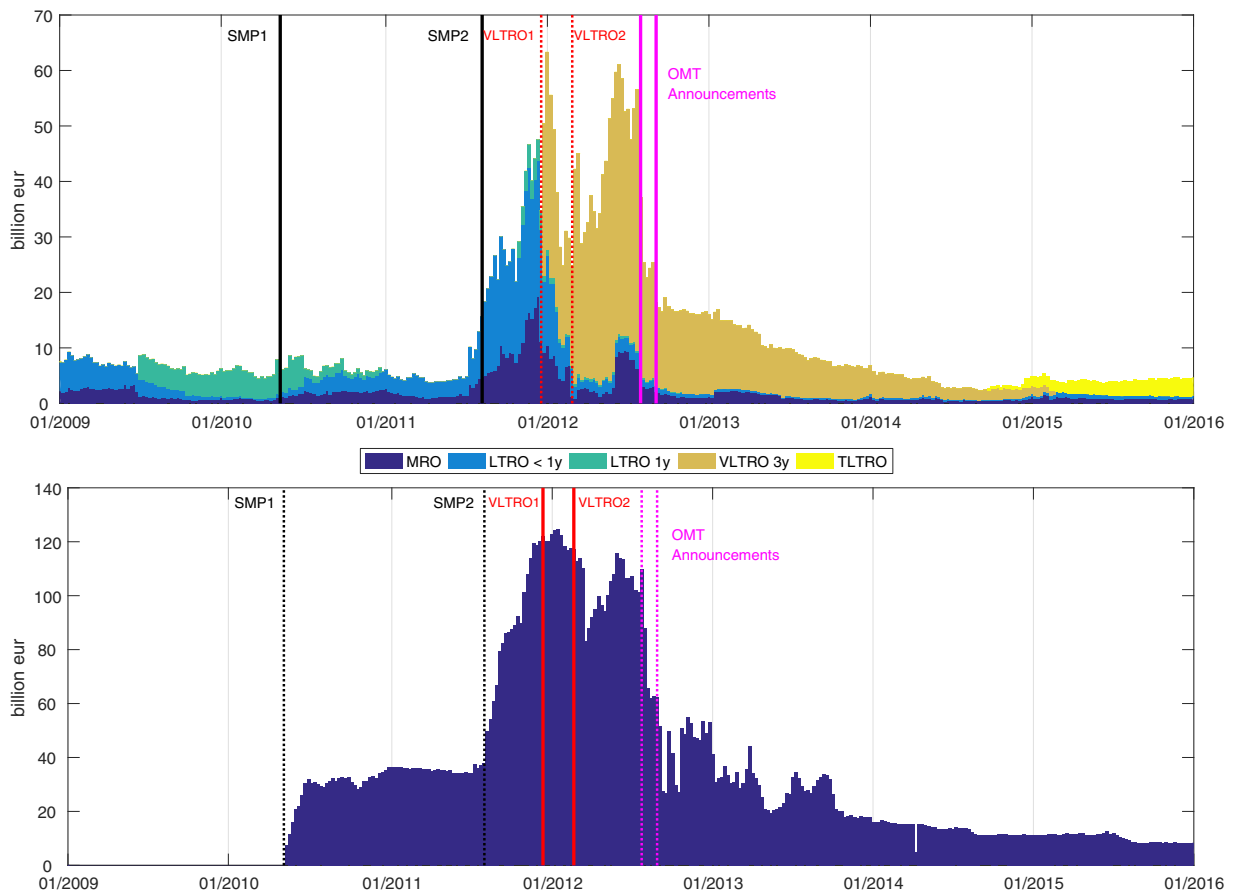 70
60
50
40
30
20
10
0
billion eur
SMP1
SMP2
VLTRO1
VLTRO2
OMT
Announcements
01/2009
01/2010
01/2011
01/2012
01/2013
01/2014
01/2015
01/2016
MRO
LTRO < 1y
LTRO 1y
VLTRO 3y
TLTRO
140
120
100
80
60
40
20
0
billion eur
SMP1
SMP2
VLTRO1
VLTRO2
OMT
Announcements
01/2009
01/2010
01/2011
01/2012
01/2013
01/2014
01/2015
01/2016